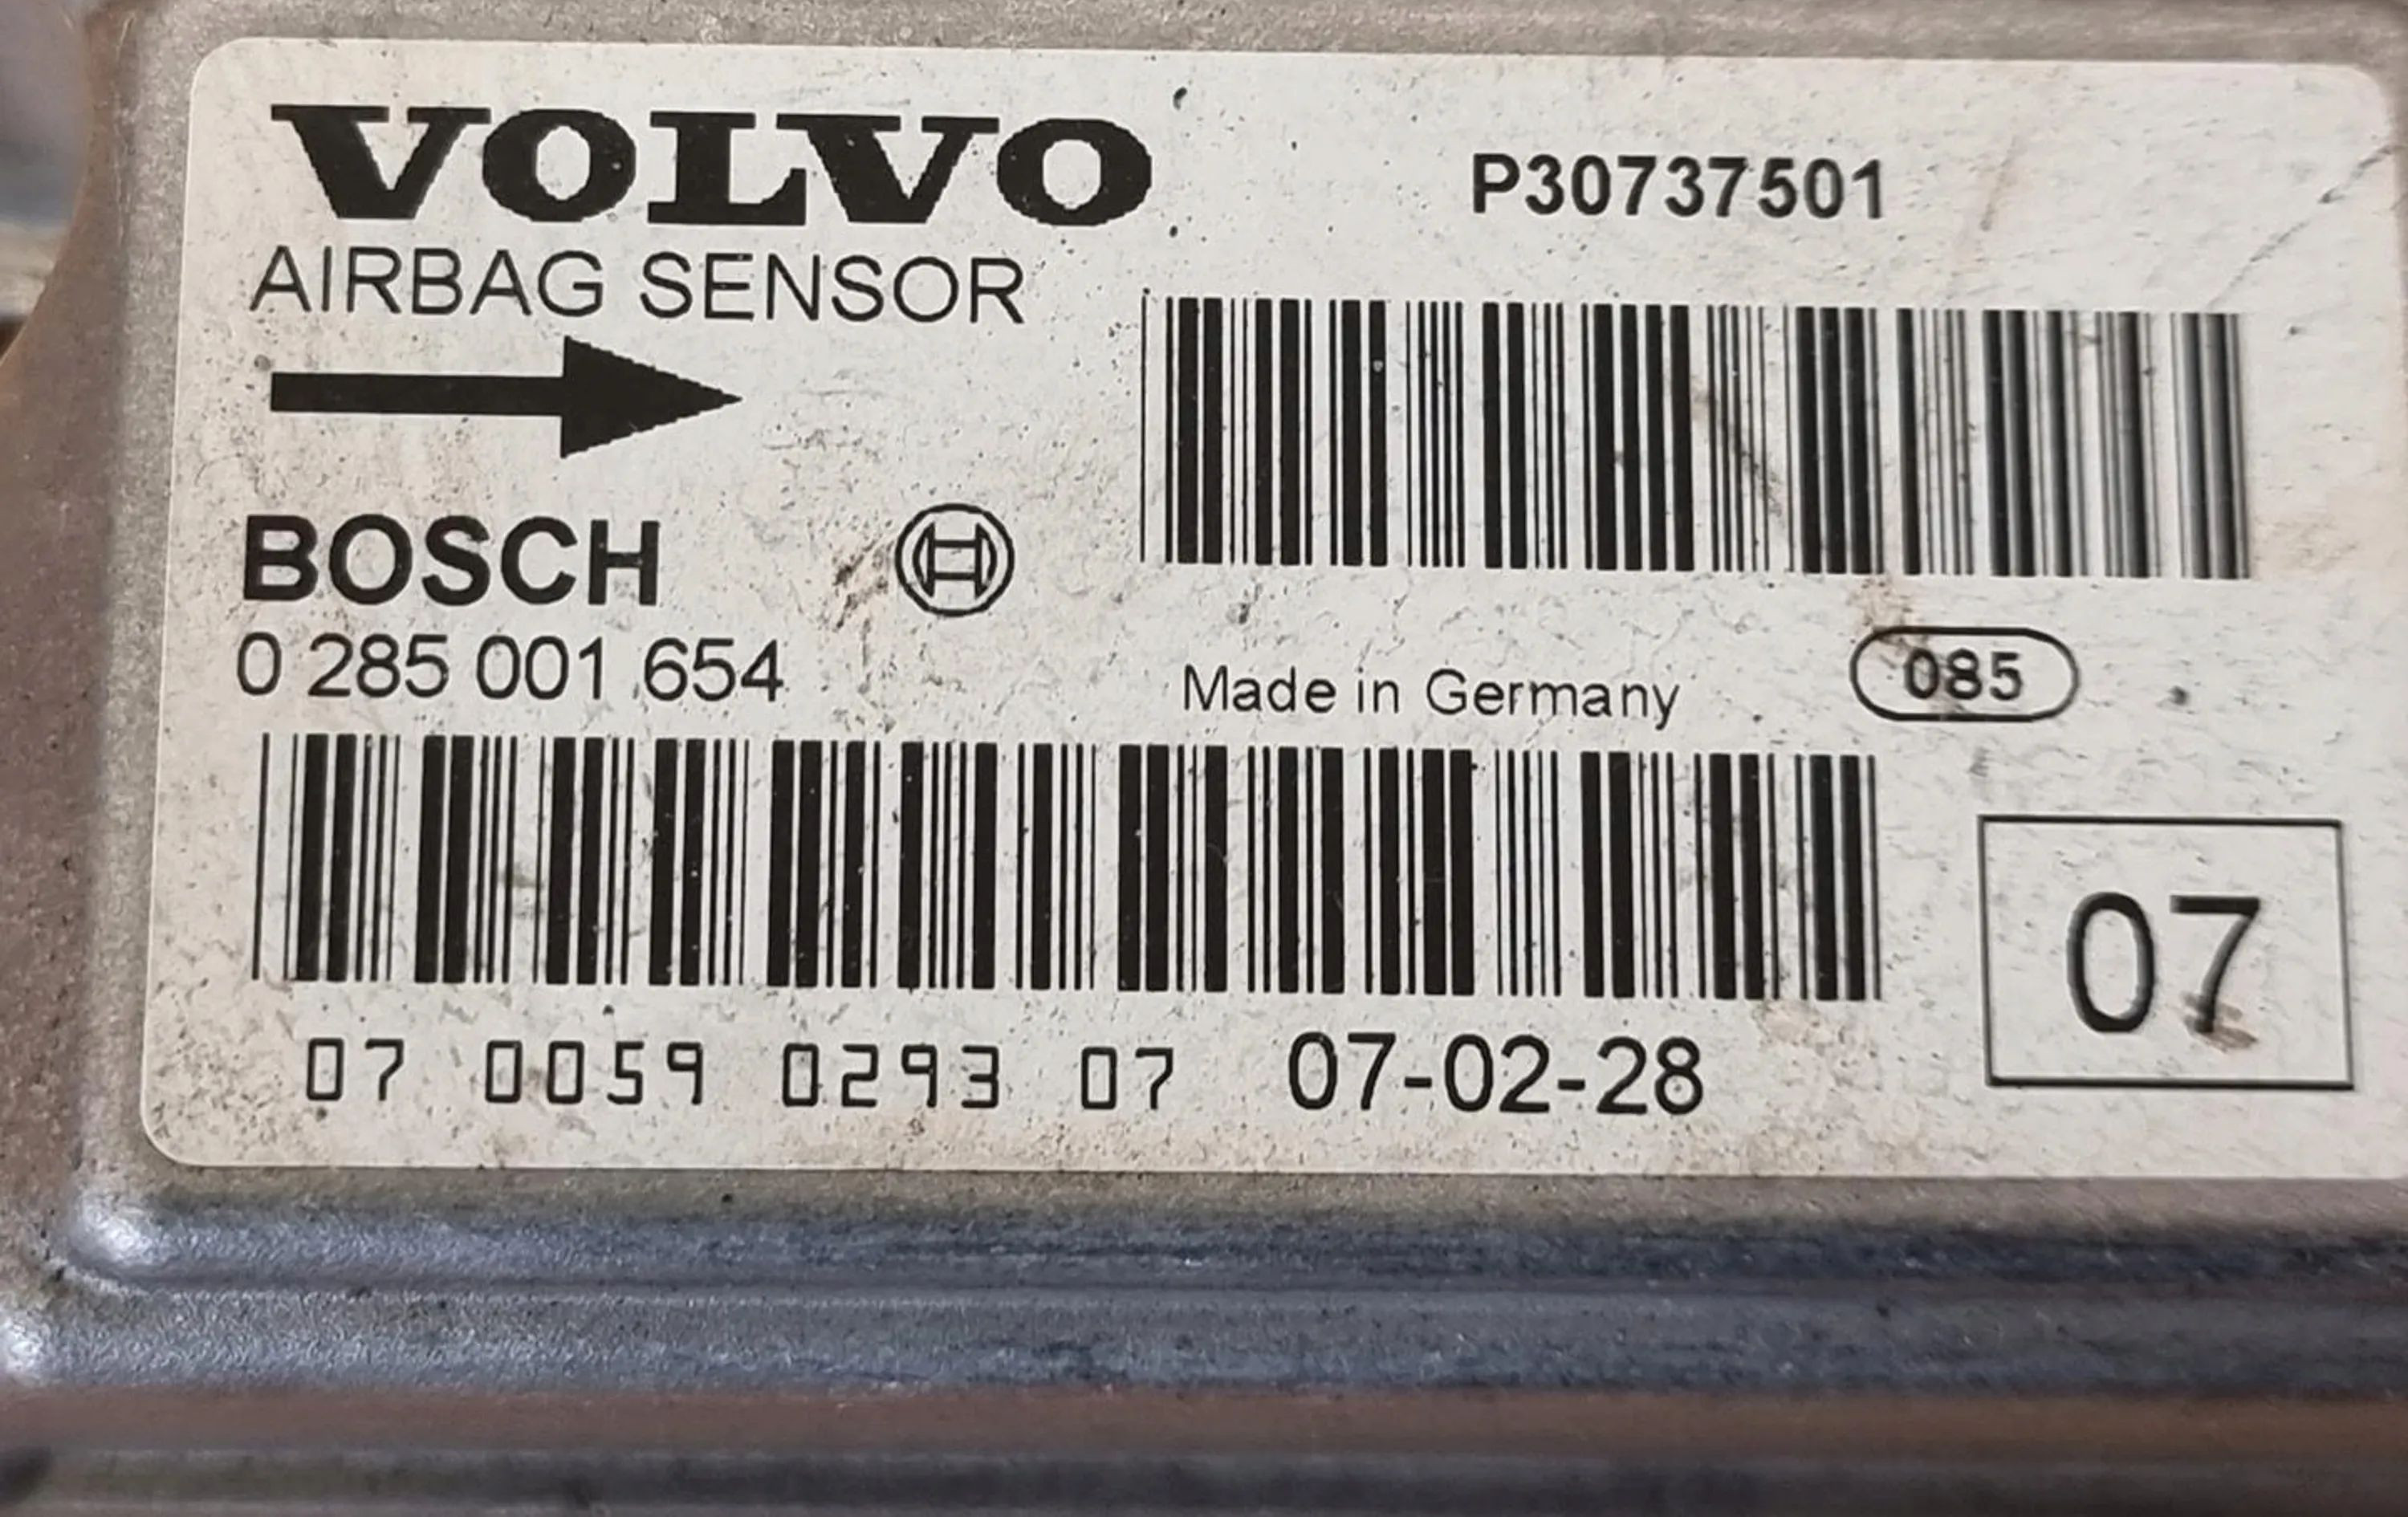 VOLVO
P30737501
AIRBAG SENSOR
BOSCH
0 285 001 654
Made in Germany
085
07
07 0059 0293 07 07-02-28